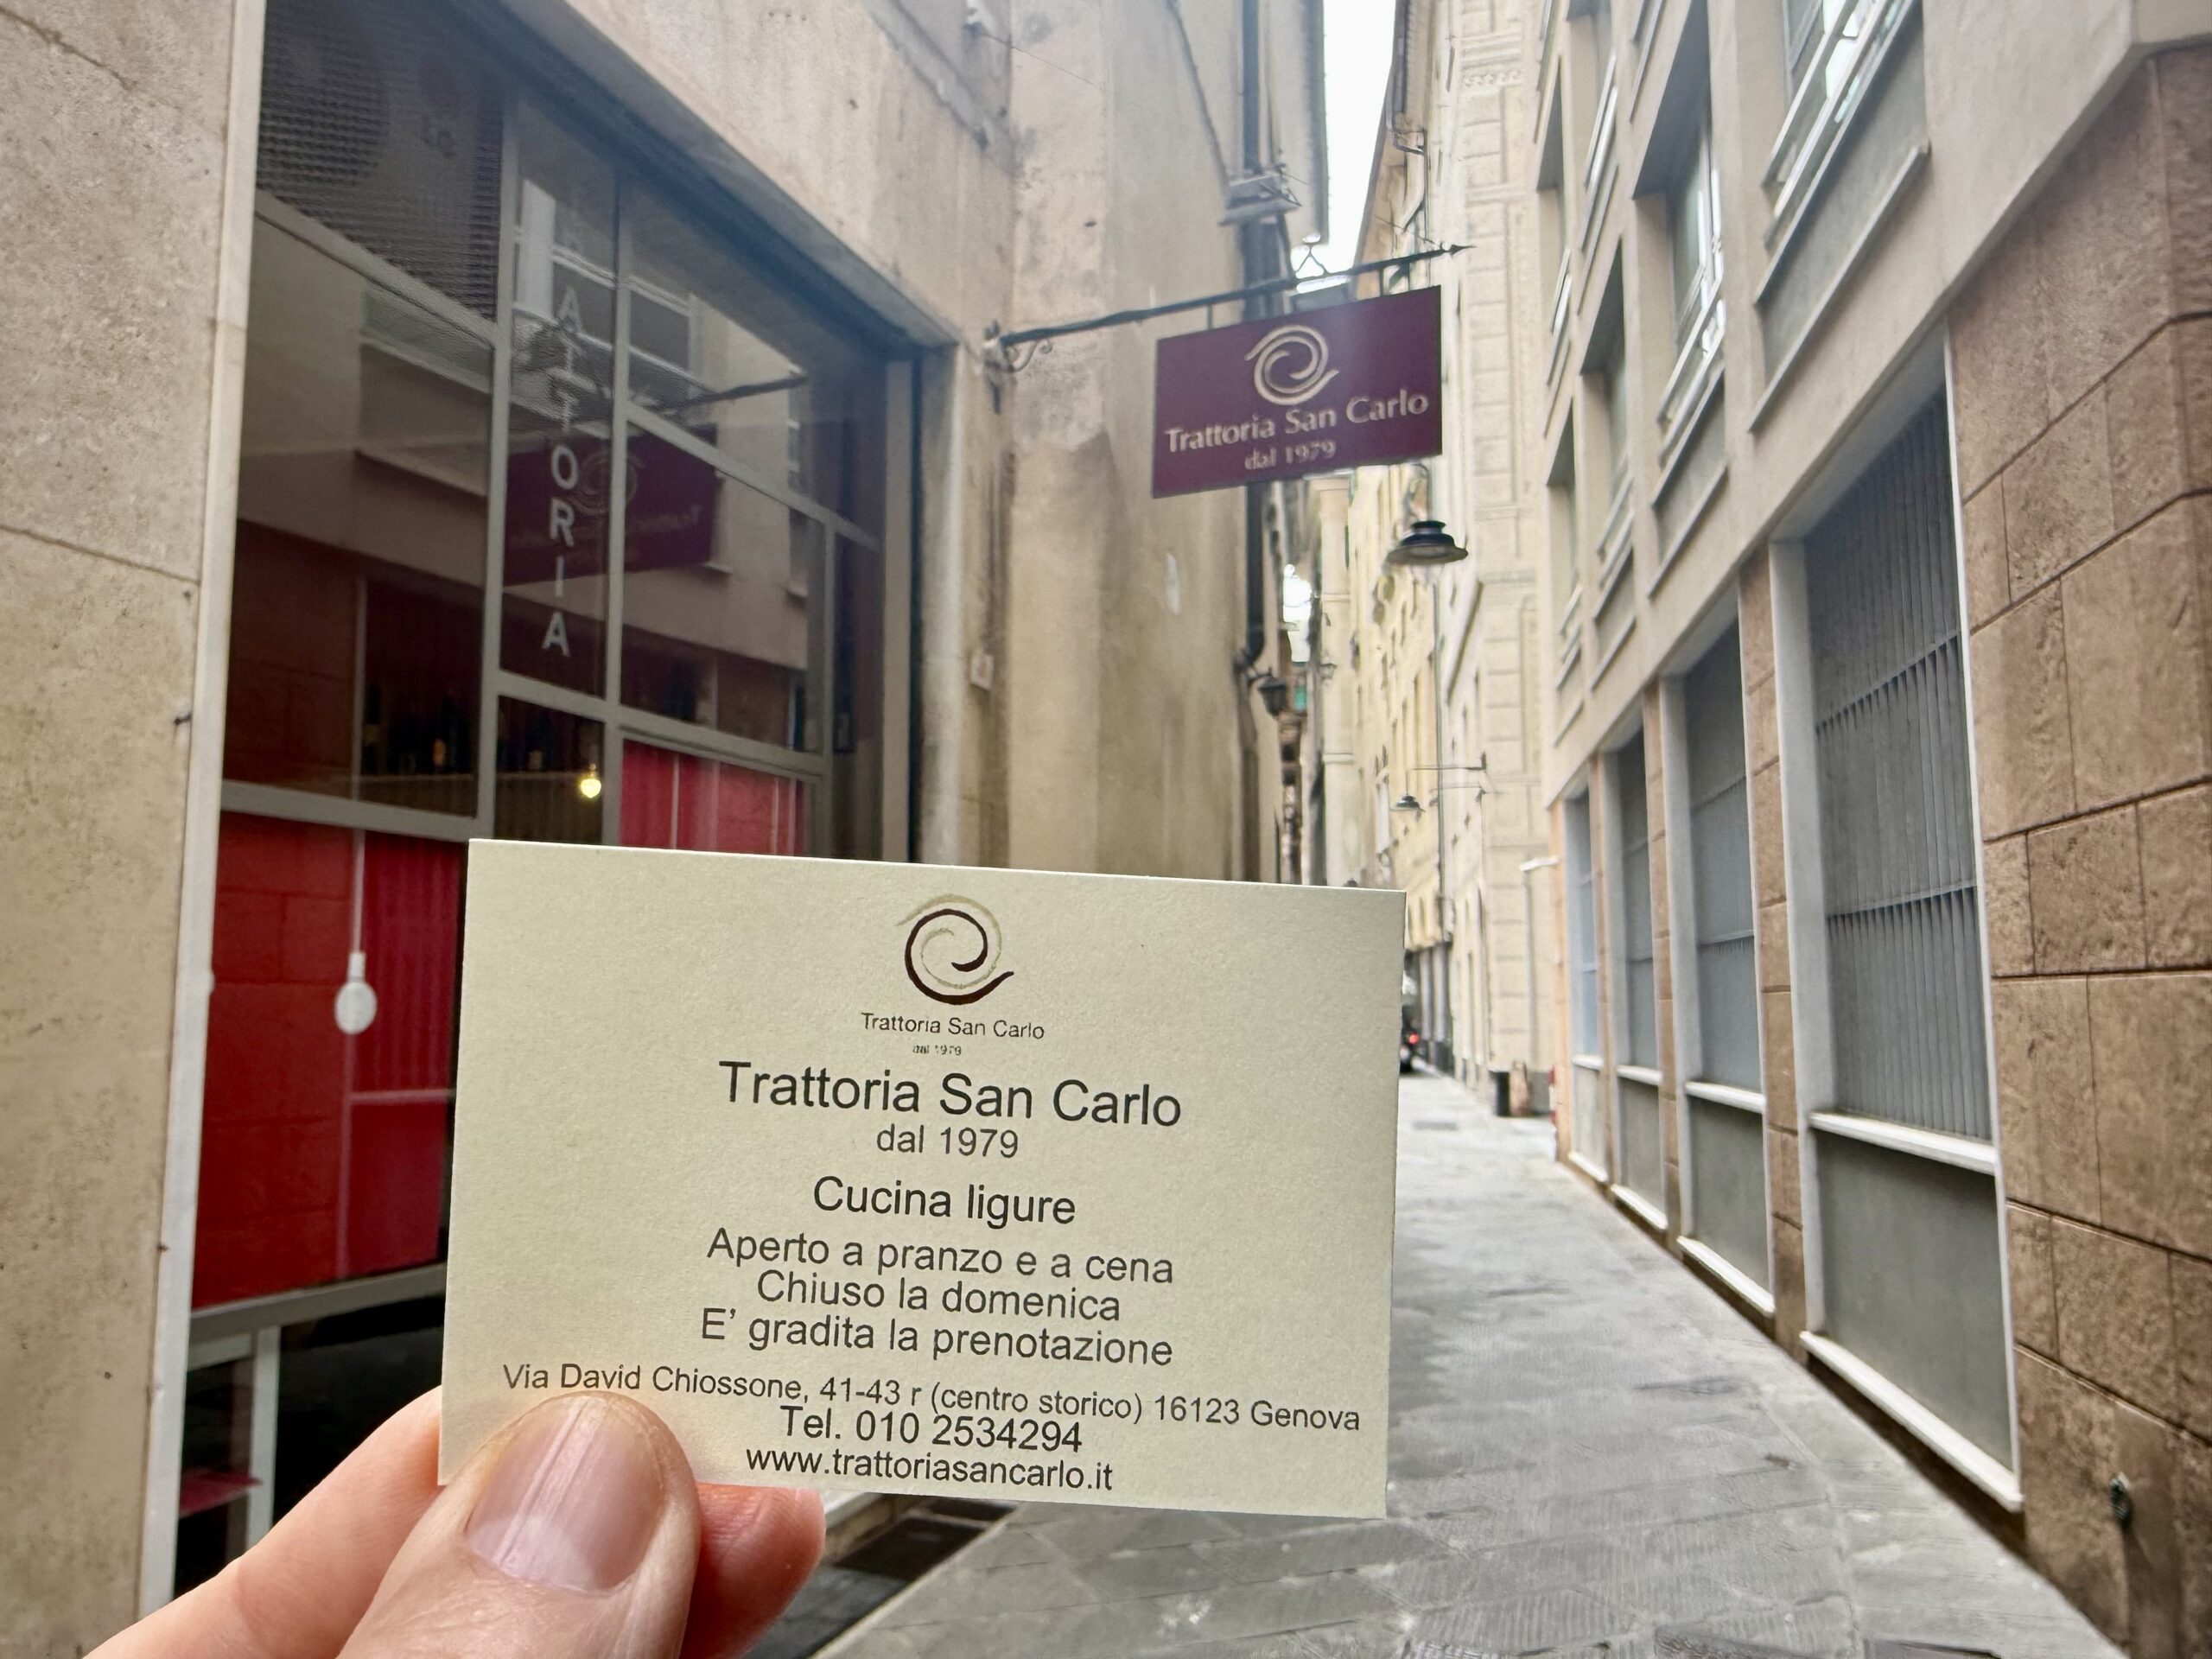 TRATTORIA
Trattoria San Carlo
dal 1979
Trattoria San Carlo
dal 1979
Trattoria San Carlo
dal 1979
Cucina ligure
Aperto a pranzo e a cena
Chiuso la domenica
E' gradita la prenotazione
Via David Chiossone, 41-43 r (centro storico) 16123 Genova
Tel. 010 2534294
www.trattoriasancarlo.it